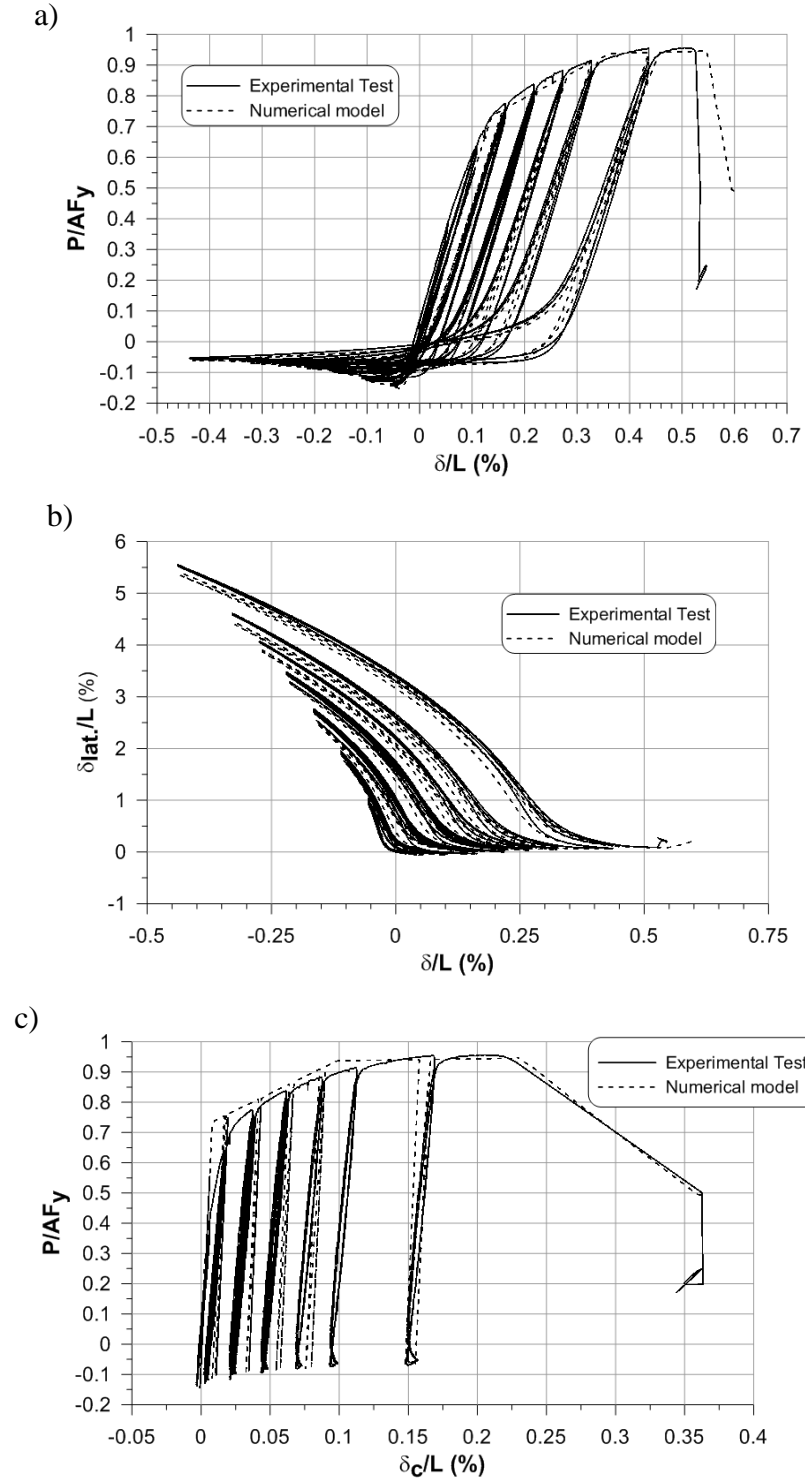 a)
1
0.9
0.8
0.7
0.6
0.5
0.4
0.3
0.2
0.1
0
-0.1
-0.2
P/AFy
Experimental Test
Numerical model
-0.5 -0.4 -0.3 -0.2 -0.1 0 0.1 0.2 0.3 0.4 0.5 0.6 0.7
δ/L (%)
b)
6
5
4
3
2
1
0
-1
δlat./L (%)
Experimental Test
Numerical model
-0.5 -0.25 0 0.25 0.5 0.75
δ/L (%)
c)
1
0.9
0.8
0.7
0.6
0.5
0.4
0.3
0.2
0.1
0
-0.1
-0.2
P/AFy
Experimental Test
Numerical model
-0.05 0 0.05 0.1 0.15 0.2 0.25 0.3 0.35 0.4
δc/L (%)